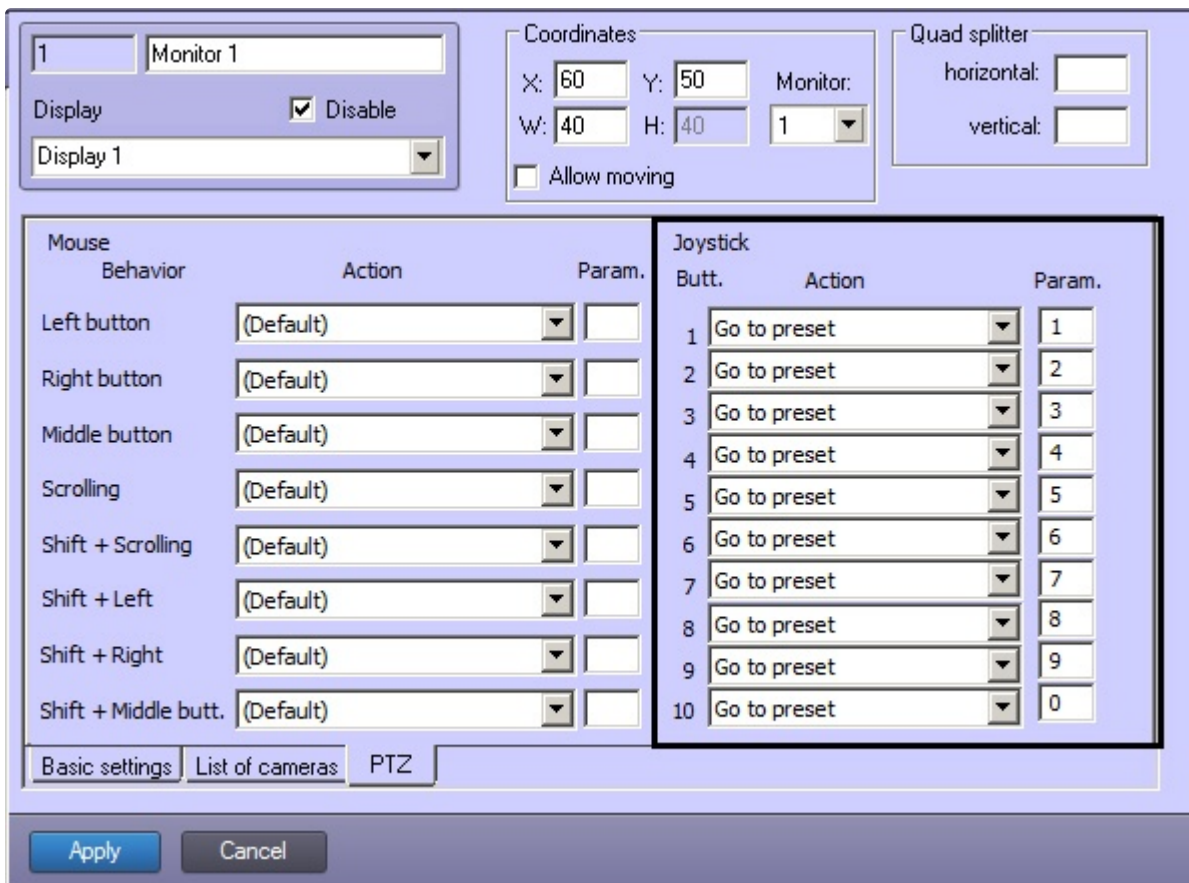 1 Monitor 1
Display Disable
Display 1
Coordinates
X: 60 Y: 50 Monitor:
W: 40 H: 40 1
Allow moving
Quad splitter
horizontal:
vertical:
Mouse
Behavior Action Param.
Left button (Default)
Right button (Default)
Middle button (Default)
Scrolling (Default)
Shift + Scrolling (Default)
Shift + Left (Default)
Shift + Right (Default)
Shift + Middle butt. (Default)
Joystick
Butt. Action Param.
1 Go to preset 1
2 Go to preset 2
3 Go to preset 3
4 Go to preset 4
5 Go to preset 5
6 Go to preset 6
7 Go to preset 7
8 Go to preset 8
9 Go to preset 9
10 Go to preset 0
Basic settings List of cameras PTZ
Apply Cancel